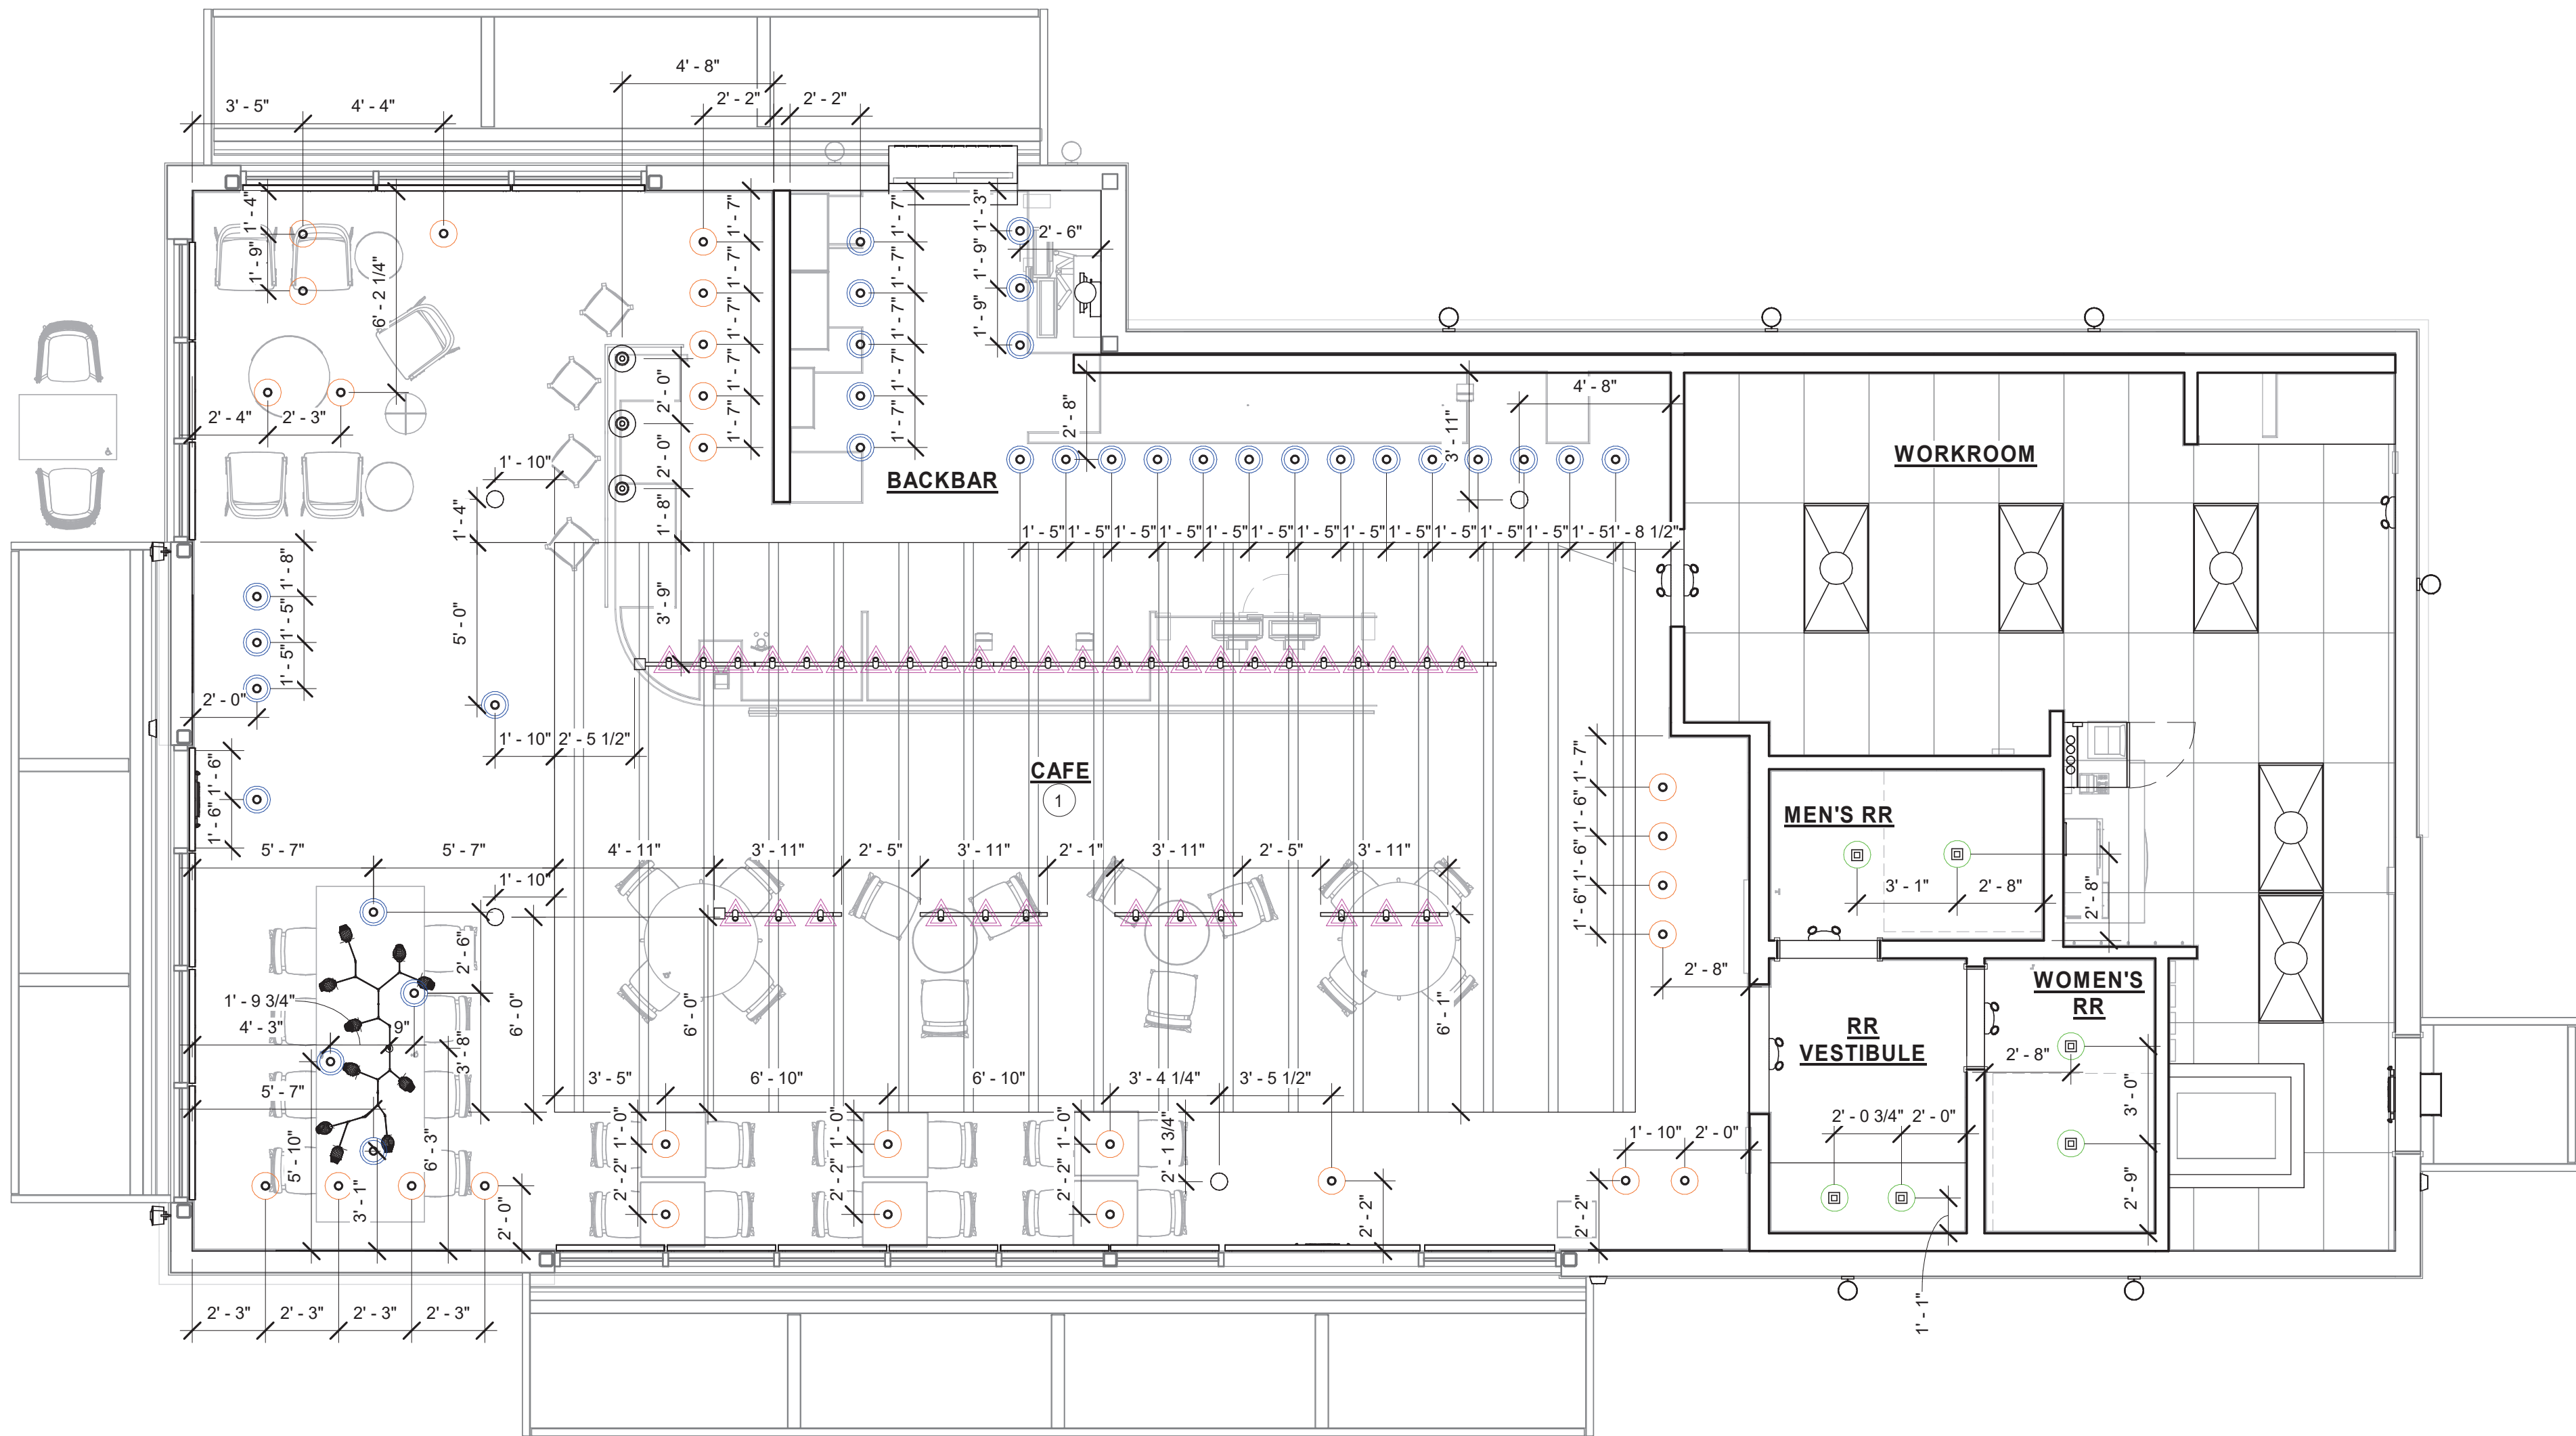 4' - 8"
3' - 5"
4' - 4"
2' - 2"
2' - 2"
1' - 4"
1' - 9"
6' - 2 1/4"
1' - 7"
1' - 7"
1' - 7"
1' - 7"
1' - 7"
1' - 7"
1' - 7"
1' - 7"
1' - 7"
1' - 7"
1' - 3"
1' - 9"
1' - 9"
2' - 6"
2' - 4"
2' - 3"
2' - 0"
2' - 0"
1' - 8"
1' - 10"
1' - 4"
2' - 8"
3' - 11"
4' - 8"
BACKBAR
WORKROOM
1' - 5"
1' - 5"
1' - 5"
1' - 5"
1' - 5"
1' - 5"
1' - 5"
1' - 5"
1' - 5"
1' - 5"
1' - 5"
1' - 5"
1' - 5
1' - 8 1/2"
1' - 8"
1' - 5"
1' - 5"
5' - 0"
3' - 9"
2' - 0"
1' - 10"
2' - 5 1/2"
1' - 6"
1' - 6"
CAFE
1
1' - 7"
1' - 6"
1' - 6"
1' - 6"
MEN'S RR
5' - 7"
5' - 7"
4' - 11"
3' - 11"
2' - 5"
3' - 11"
2' - 1"
3' - 11"
2' - 5"
3' - 11"
1' - 10"
3' - 1"
2' - 8"
2' - 8"
2' - 6"
2' - 8"
WOMEN'S
RR
1' - 9 3/4"
4' - 3"
9"
6' - 0"
6' - 0"
6' - 1"
3' - 8"
RR
VESTIBULE
2' - 8"
5' - 7"
3' - 5"
6' - 10"
6' - 10"
3' - 4 1/4"
3' - 5 1/2"
3' - 0"
1' - 0"
2' - 2"
1' - 0"
2' - 2"
1' - 0"
2' - 2"
2' - 1 3/4"
2' - 0 3/4"
2' - 0"
1' - 10"
2' - 0"
5' - 10"
6' - 3"
3' - 1"
2' - 0"
2' - 2"
2' - 2"
2' - 9"
2' - 3"
2' - 3"
2' - 3"
2' - 3"
1' - 1"